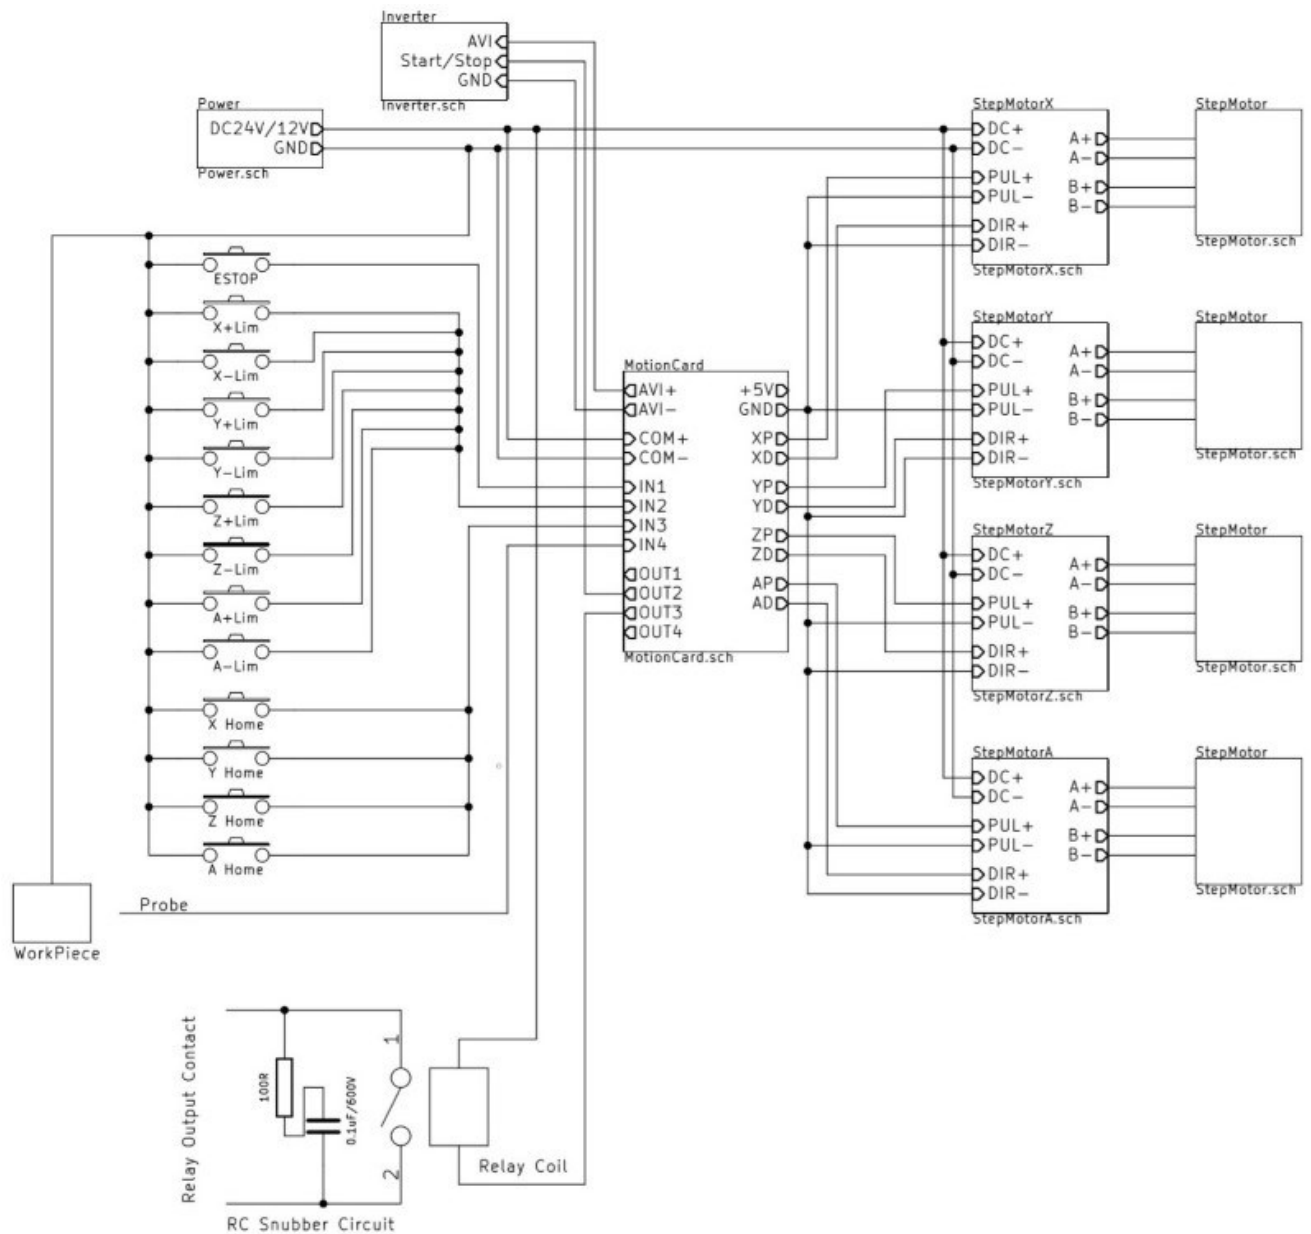 Inverter
AVI
Start/Stop
GND
Inverter.sch
Power
DC24V/12V
GND
Power.sch
ESTOP
X+Lim
X-Lim
Y+Lim
Y-Lim
Z+Lim
Z-Lim
A+Lim
A-Lim
X Home
Y Home
Z Home
A Home
WorkPiece
Probe
MotionCard
AVI+
AVI-
COM+
COM-
IN1
IN2
IN3
IN4
OUT1
OUT2
OUT3
OUT4
+5V
GND
XP
XD
YP
YD
ZP
ZD
AP
AD
MotionCard.sch
StepMotorX
DC+
DC-
PUL+
PUL-
DIR+
DIR-
A+
A-
B+
B-
StepMotorX.sch
StepMotor
StepMotor.sch
StepMotorY
DC+
DC-
PUL+
PUL-
DIR+
DIR-
A+
A-
B+
B-
StepMotorY.sch
StepMotor
StepMotor.sch
StepMotorZ
DC+
DC-
PUL+
PUL-
DIR+
DIR-
A+
A-
B+
B-
StepMotorZ.sch
StepMotor
StepMotor.sch
StepMotorA
DC+
DC-
PUL+
PUL-
DIR+
DIR-
A+
A-
B+
B-
StepMotorA.sch
StepMotor
StepMotor.sch
Relay Output Contact
100R
0.1uF/600V
1
2
Relay Coil
RC Snubber Circuit